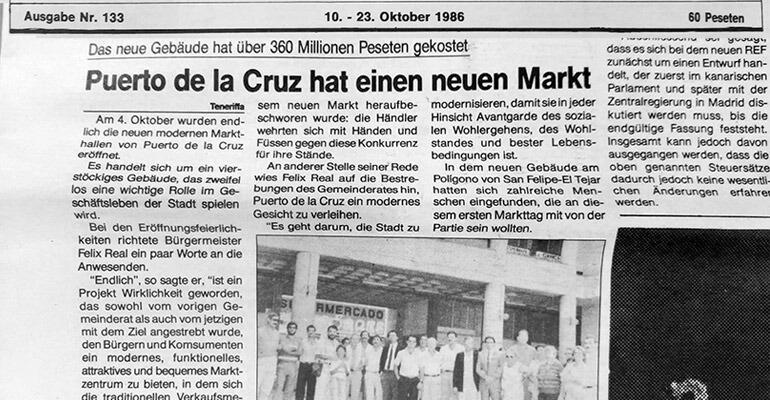 Ausgabe Nr. 133
10. - 23. Oktober 1986
60 Peseten
Das neue Gebäude hat über 360 Millionen Peseten gekostet
Puerto de la Cruz hat einen neuen Markt
Teneriffa
Am 4. Oktober wurden end-
lich die neuen modernen Markt-
hallen von Puerto de la Cruz
eröffnet.
Es handelt sich um ein vier-
stöckiges Gebäude, das zweifel
los eine wichtige Rolle im Ge-
schäftsleben der Stadt spielen
wird.
Bei den Eröffnungsfeierlich-
keiten richtete Bürgermeister
Felix Real ein paar Worte an die
Anwesenden.
"Endlich", so sagte er, "ist ein
Projekt Wirklichkeit geworden,
das sowohl vom vorigen Ge-
meinderat als auch vom jetzigen
mit dem Ziel angestrebt wurde,
den Bürgern und Komsumenten
ein modernes, funktionelles,
attraktives und bequemes Markt-
zentrum zu bieten, in dem sich
die traditionellen Verkaufsme-
sem neuen Markt heraufbe-
schworen wurde: die Händler
wehrten sich mit Händen und
Füssen gegen diese Konkurrenz
für ihre Stände.
An anderer Stelle seiner Rede
wies Felix Real auf die Bestre-
bungen des Gemeinderates hin,
Puerto de la Cruz ein modernes
Gesicht zu verleihen.
"Es geht darum, die Stadt zu
modernisieren, damit sie in jeder
Hinsicht Avantgarde des sozia-
len Wohlergehens, des Wohl-
standes und bester Lebens-
bedingungen ist.
In dem neuen Gebäude am
Poligono von San Felipe-El Tejar
hatten sich zahlreiche Men-
schen eingefunden, die an die-
sem ersten Markttag mit von der
Partie sein wollten.
dass es sich bei dem neuen REF
zunächst um einen Entwurf han-
delt, der zuerst im kanarischen
Parlament und später mit der
Zentralregierung in Madrid dis-
kutiert werden muss, bis die
endgültige Fassung feststeht.
Insgesamt kann jedoch davon
ausgegangen werden, dass die
oben genannten Steuersätze
dadurch jedoch keine wesentli-
chen Änderungen erfahren
werden.
SUPERMERCADO